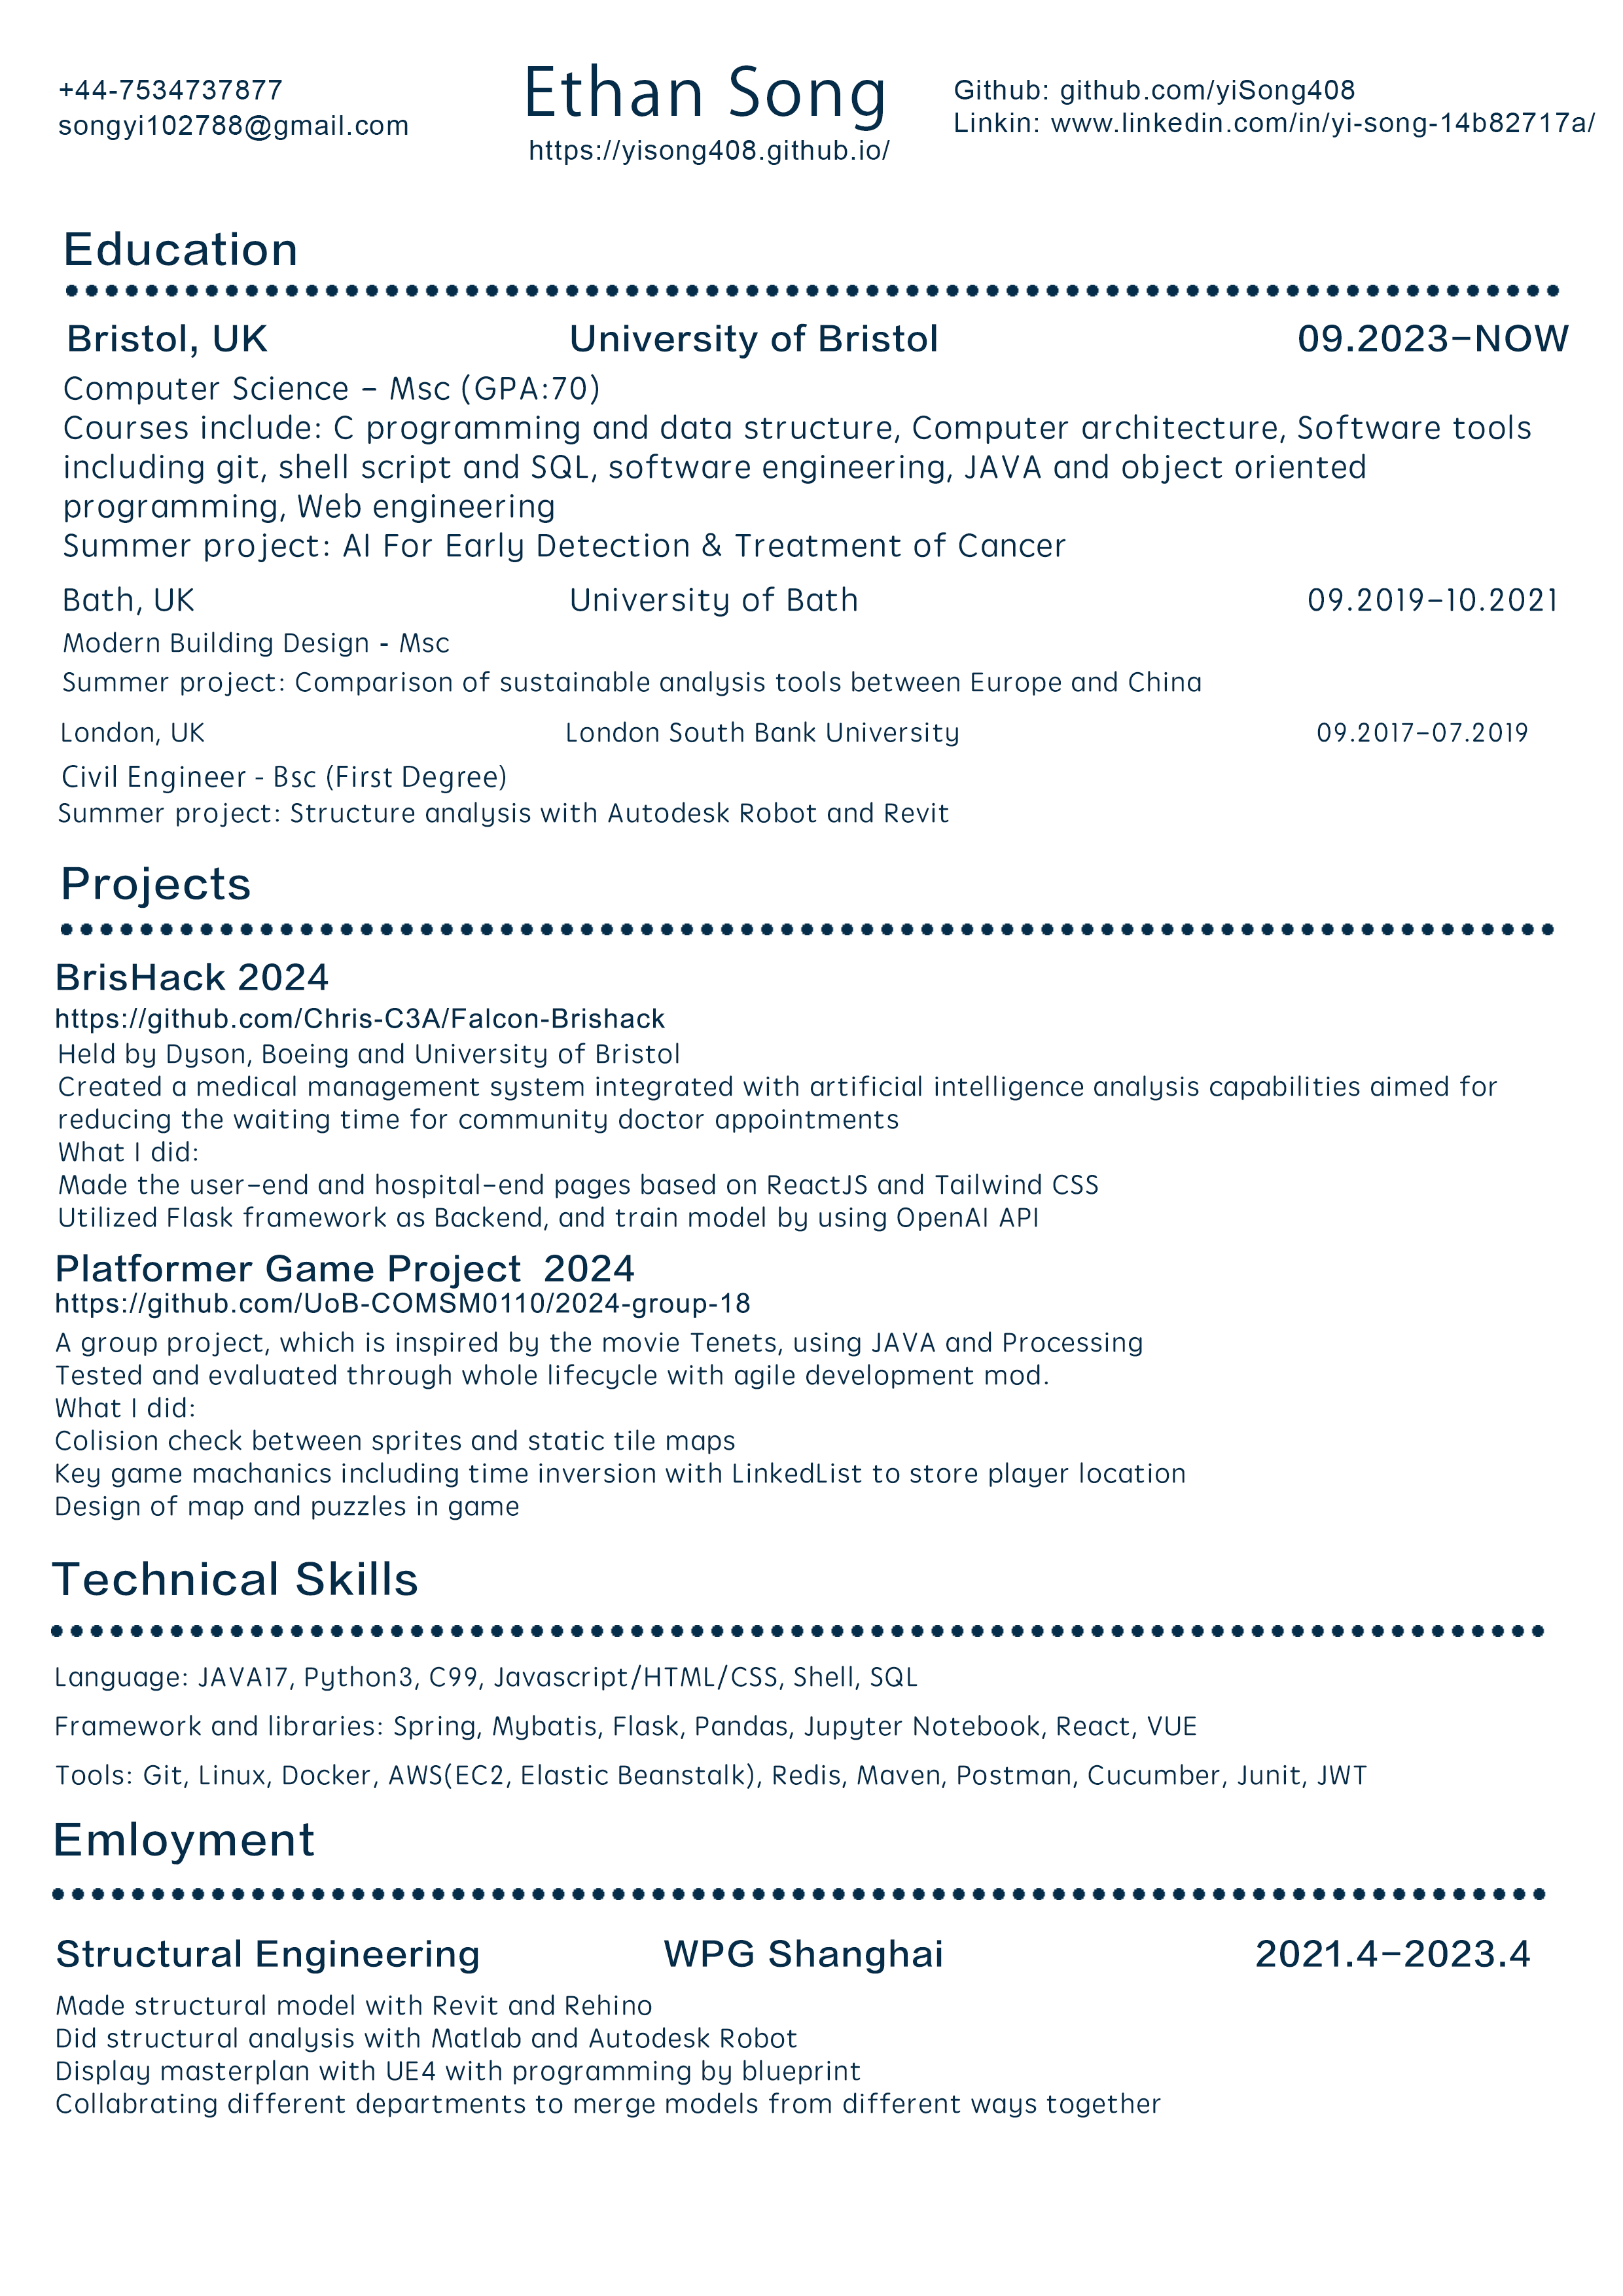 +44-7534737877
songyi102788@gmail.com
Ethan Song
https://yisong408.github.io/
Github: github.com/yiSong408
Linkin: www.linkedin.com/in/yi-song-14b82717a/
Education
Bristol, UK University of Bristol 09.2023-NOW
Computer Science - Msc (GPA:70)
Courses include: C programming and data structure, Computer architecture, Software tools
including git, shell script and SQL, software engineering, JAVA and object oriented
programming, Web engineering
Summer project: AI For Early Detection & Treatment of Cancer
Bath, UK University of Bath 09.2019-10.2021
Modern Building Design - Msc
Summer project: Comparison of sustainable analysis tools between Europe and China
London, UK London South Bank University 09.2017-07.2019
Civil Engineer - Bsc (First Degree)
Summer project: Structure analysis with Autodesk Robot and Revit
Projects
BrisHack 2024
https://github.com/Chris-C3A/Falcon-Brishack
Held by Dyson, Boeing and University of Bristol
Created a medical management system integrated with artificial intelligence analysis capabilities aimed for
reducing the waiting time for community doctor appointments
What I did:
Made the user-end and hospital-end pages based on ReactJS and Tailwind CSS
Utilized Flask framework as Backend, and train model by using OpenAI API
Platformer Game Project 2024
https://github.com/UoB-COMSM0110/2024-group-18
A group project, which is inspired by the movie Tenets, using JAVA and Processing
Tested and evaluated through whole lifecycle with agile development mod.
What I did:
Colision check between sprites and static tile maps
Key game machanics including time inversion with LinkedList to store player location
Design of map and puzzles in game
Technical Skills
Language: JAVA17, Python3, C99, Javascript/HTML/CSS, Shell, SQL
Framework and libraries: Spring, Mybatis, Flask, Pandas, Jupyter Notebook, React, VUE
Tools: Git, Linux, Docker, AWS(EC2, Elastic Beanstalk), Redis, Maven, Postman, Cucumber, Junit, JWT
Emloyment
Structural Engineering WPG Shanghai 2021.4-2023.4
Made structural model with Revit and Rehino
Did structural analysis with Matlab and Autodesk Robot
Display masterplan with UE4 with programming by blueprint
Collabrating different departments to merge models from different ways together